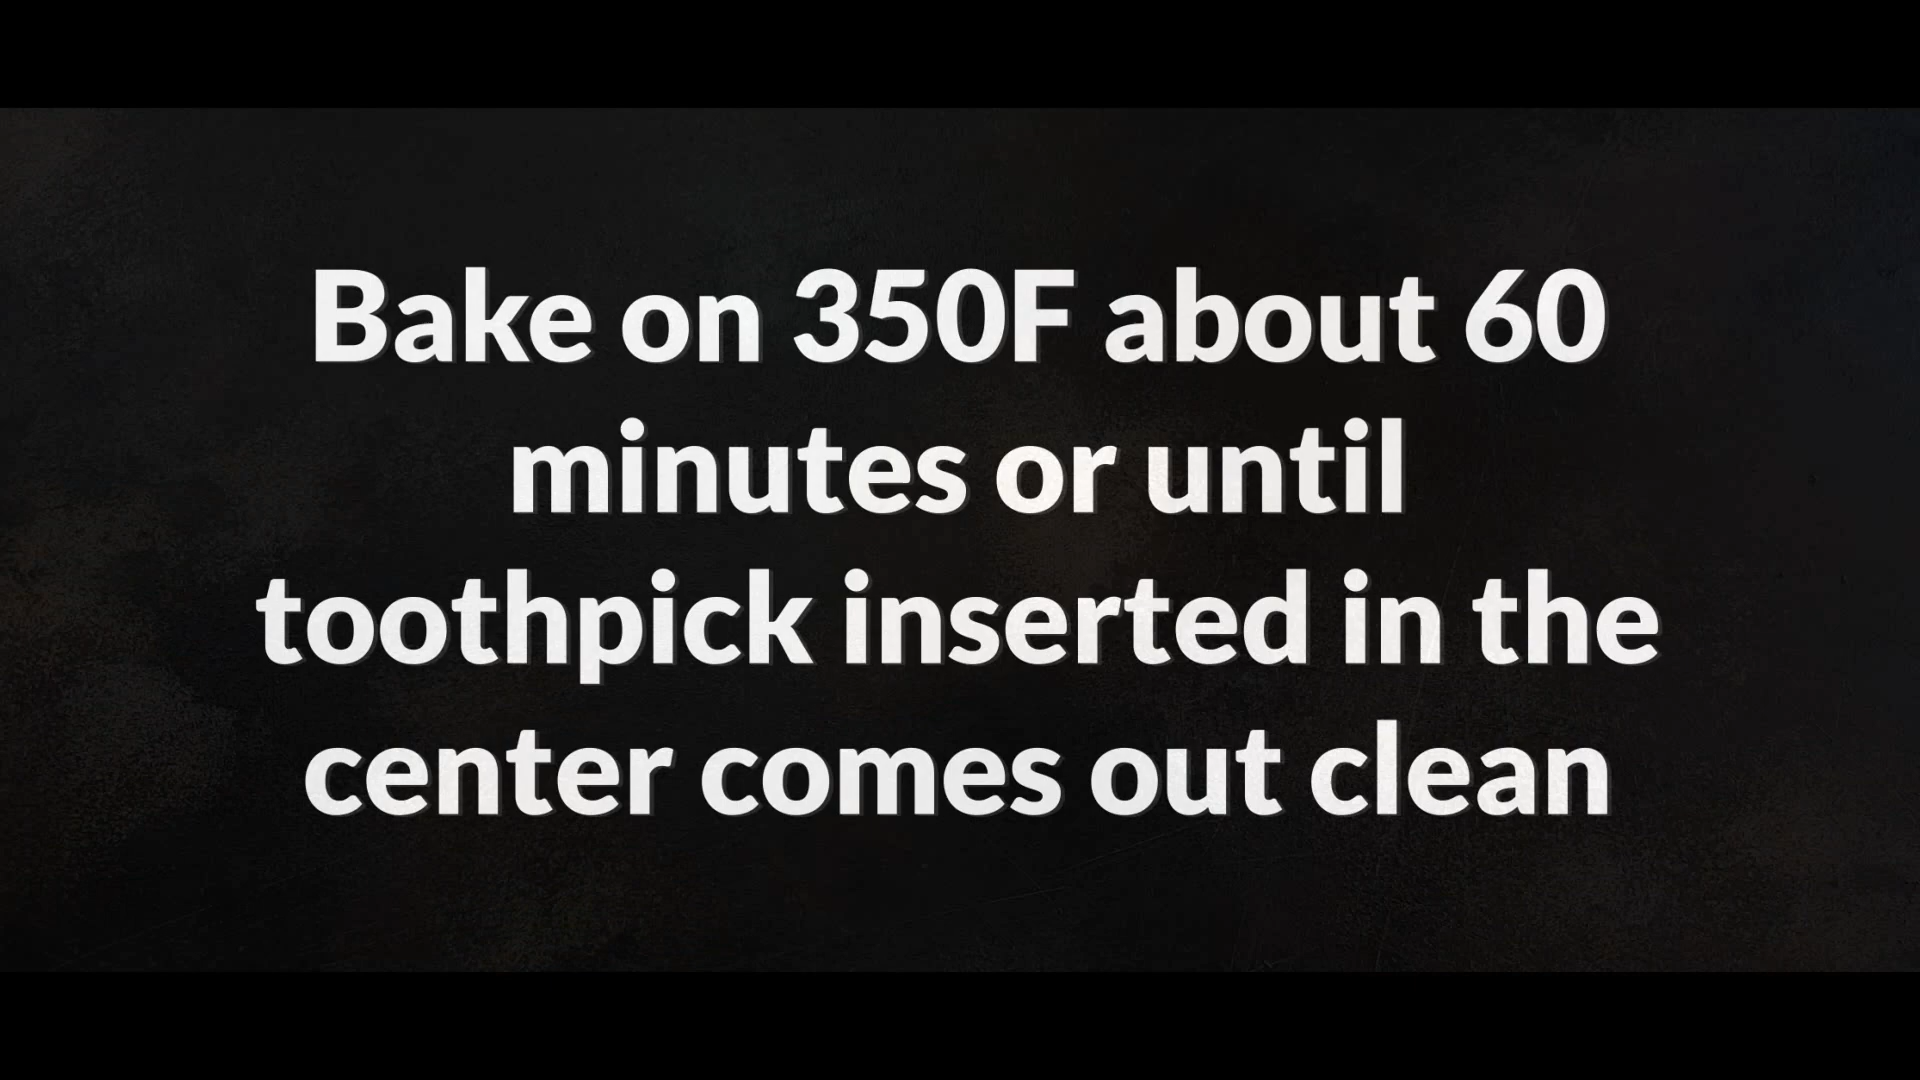 Bake on 350F about 60
minutes or until
toothpick inserted in the
center comes out clean